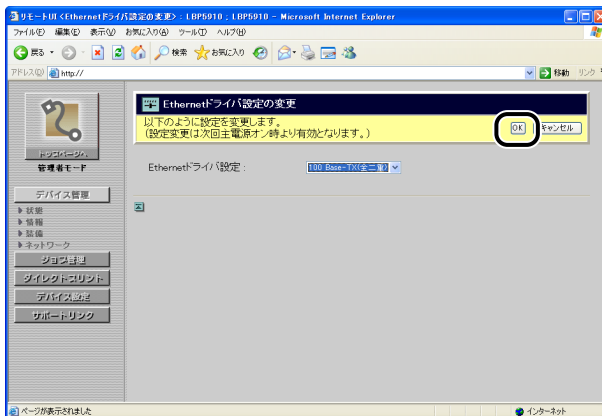 リモートUI <Ethernetドライバ設定の変更> : LBP5910 ; LBP5910 - Microsoft Internet Explorer
ファイル(F) 編集(E) 表示(V) お気に入り(A) ツール(T) ヘルプ(H)
戻る 検索 お気に入り
アドレス(D) http:// 移動 リンク
Ethernetドライバ設定の変更
以下のように設定を変更します。
(設定変更は次回主電源オン時より有効となります。)
OK キャンセル
トップページへ
管理者モード
Ethernetドライバ設定 : 100 Base-TX(全二重)
デバイス管理
状態
情報
装備
ネットワーク
ジョブ管理
ダイレクトプリント
デバイス設定
サポートリンク
ページが表示されました インターネット